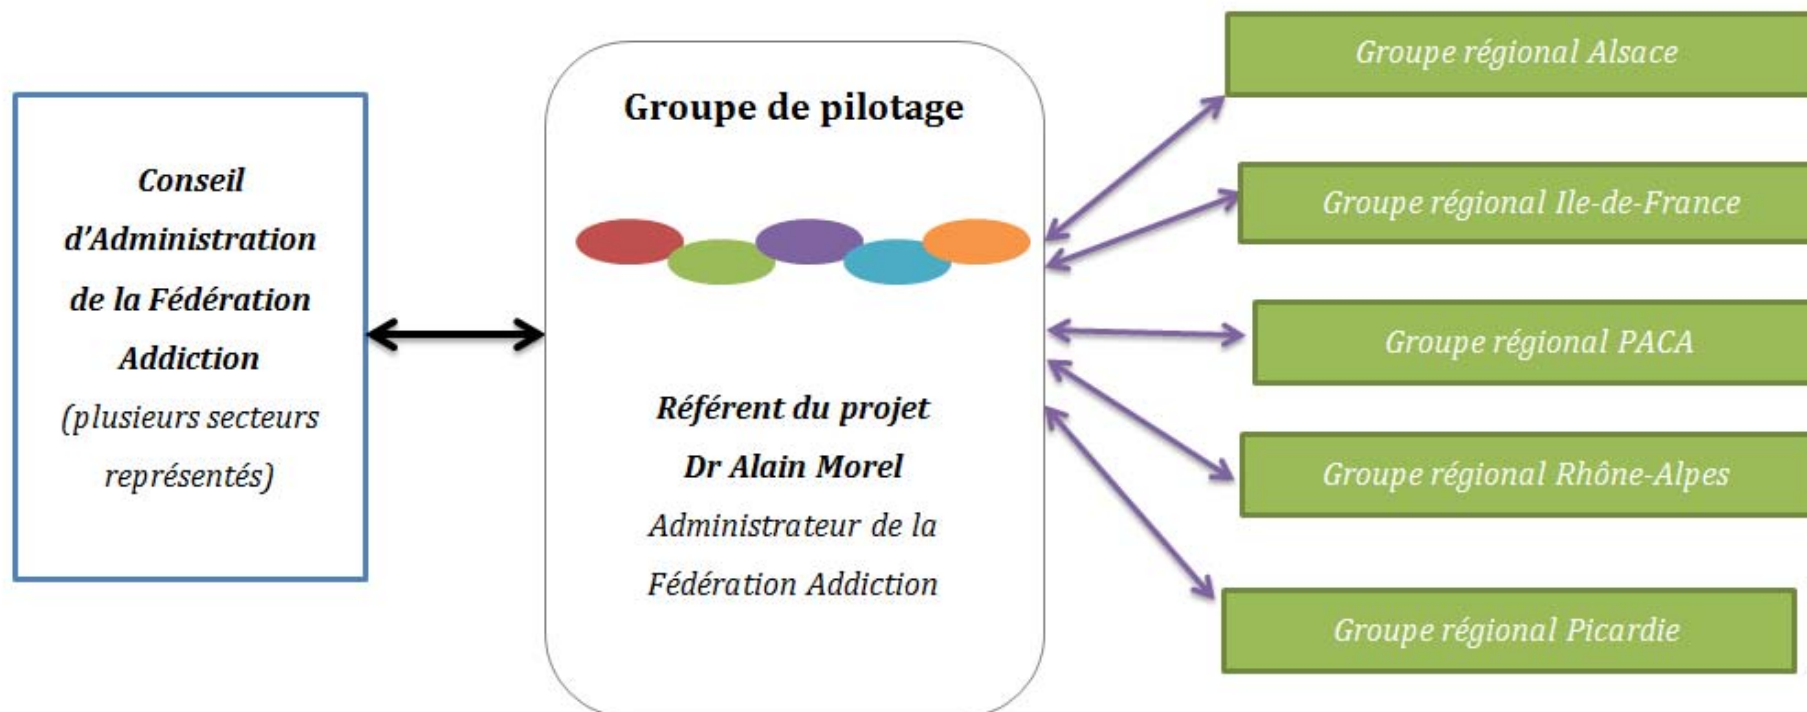 Conseil
d'Administration
de la Fédération
Addiction
(plusieurs secteurs
représentés)
Groupe de pilotage
Référent du projet
Dr Alain Morel
Administrateur de la
Fédération Addiction
Groupe régional Alsace
Groupe régional Ile-de-France
Groupe régional PACA
Groupe régional Rhône-Alpes
Groupe régional Picardie